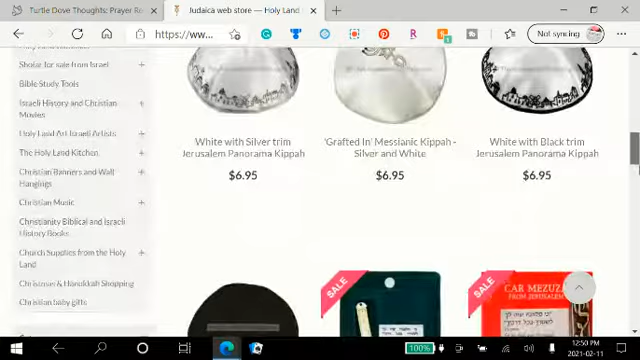 Turtle Dove Thoughts: Prayer Re
Judaica web store — Holy Land
https://www...
Not syncing
Shofar for sale from Israel
Bible Study Tools
Israeli History and Christian
Movies
Holy Land Art Israeli Artists
The Holy Land Kitchen
Christian Banners and Wall
Hangings
Christian Music
Christianity Biblical and Israeli
History Books
Church Supplies from the Holy
Land
Christmas & Hanukkah Shopping
Christian baby gifts
White with Silver trim
Jerusalem Panorama Kippah
$6.95
'Grafted In' Messianic Kippah -
Silver and White
$6.95
White with Black trim
Jerusalem Panorama Kippah
$6.95
SALE
SALE
CAR MEZUZA
FROM JERUSALEM
100%
12:50 PM
2021-02-11